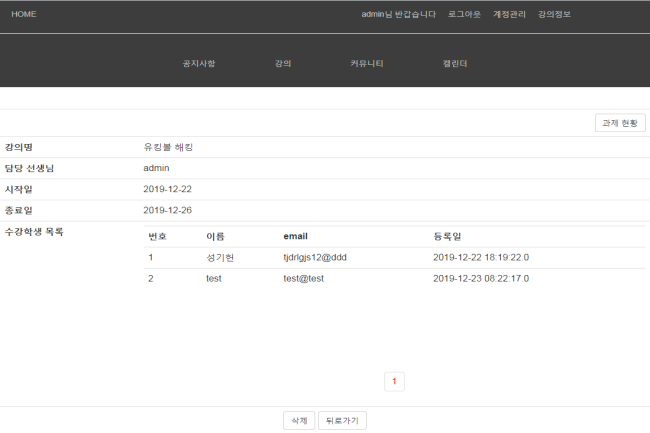 HOME admin님 반갑습니다 로그아웃 계정관리 강의정보
공지사항 강의 커뮤니티 캘린더
과제 현황
강의명 유킹볼 해킹
담당 선생님 admin
시작일 2019-12-22
종료일 2019-12-26
수강학생 목록
번호 이름 email 등록일
1 성기헌 tjdrlgjs12@ddd 2019-12-22 18:19:22.0
2 test test@test 2019-12-23 08:22:17.0
1
삭제 뒤로가기